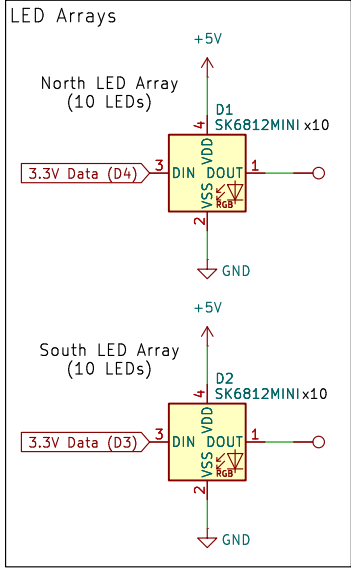 LED Arrays
+5V
North LED Array
(10 LEDs)
D1
SK6812MINI x10
4
VDD
3.3V Data (D4)
3
DIN
DOUT
1
VSS
RGB
2
GND
+5V
South LED Array
(10 LEDs)
D2
SK6812MINI x10
4
VDD
3.3V Data (D3)
3
DIN
DOUT
1
VSS
RGB
2
GND